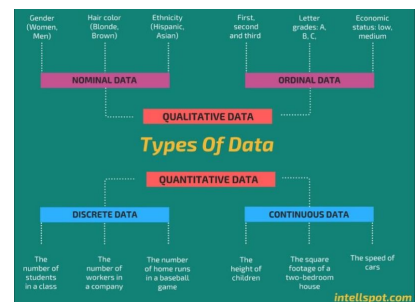 Gender
(Women,
Men)
Hair color
(Blonde,
Brown)
Ethnicity
(Hispanic,
Asian)
First,
second
and third
Letter
grades: A,
B, C,
Economic
status: low,
medium
NOMINAL DATA
ORDINAL DATA
QUALITATIVE DATA
Types Of Data
QUANTITATIVE DATA
DISCRETE DATA
CONTINUOUS DATA
The
number of
students
in a class
The
number of
workers in
a company
The number
of home runs
in a baseball
game
The
height of
children
The square
footage of a
two-bedroom
house
The speed of
cars
intellspot.com